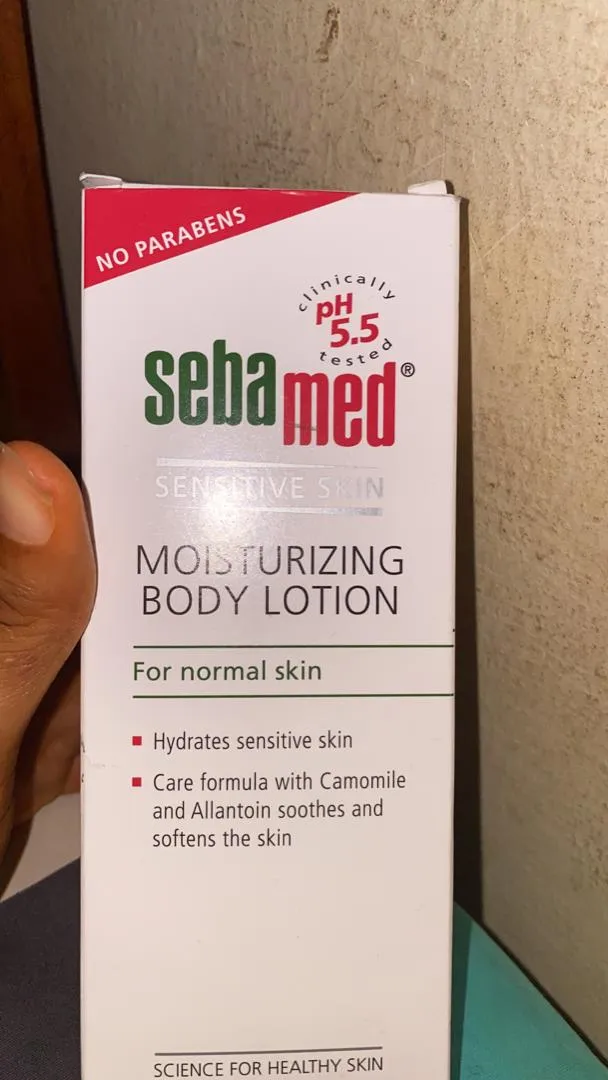 NO PARABENS
clinically
pH
5.5
tested
sebamed®
SENSITIVE SKIN
MOISTURIZING
BODY LOTION
For normal skin
Hydrates sensitive skin
Care formula with Camomile
and Allantoin soothes and
softens the skin
SCIENCE FOR HEALTHY SKIN